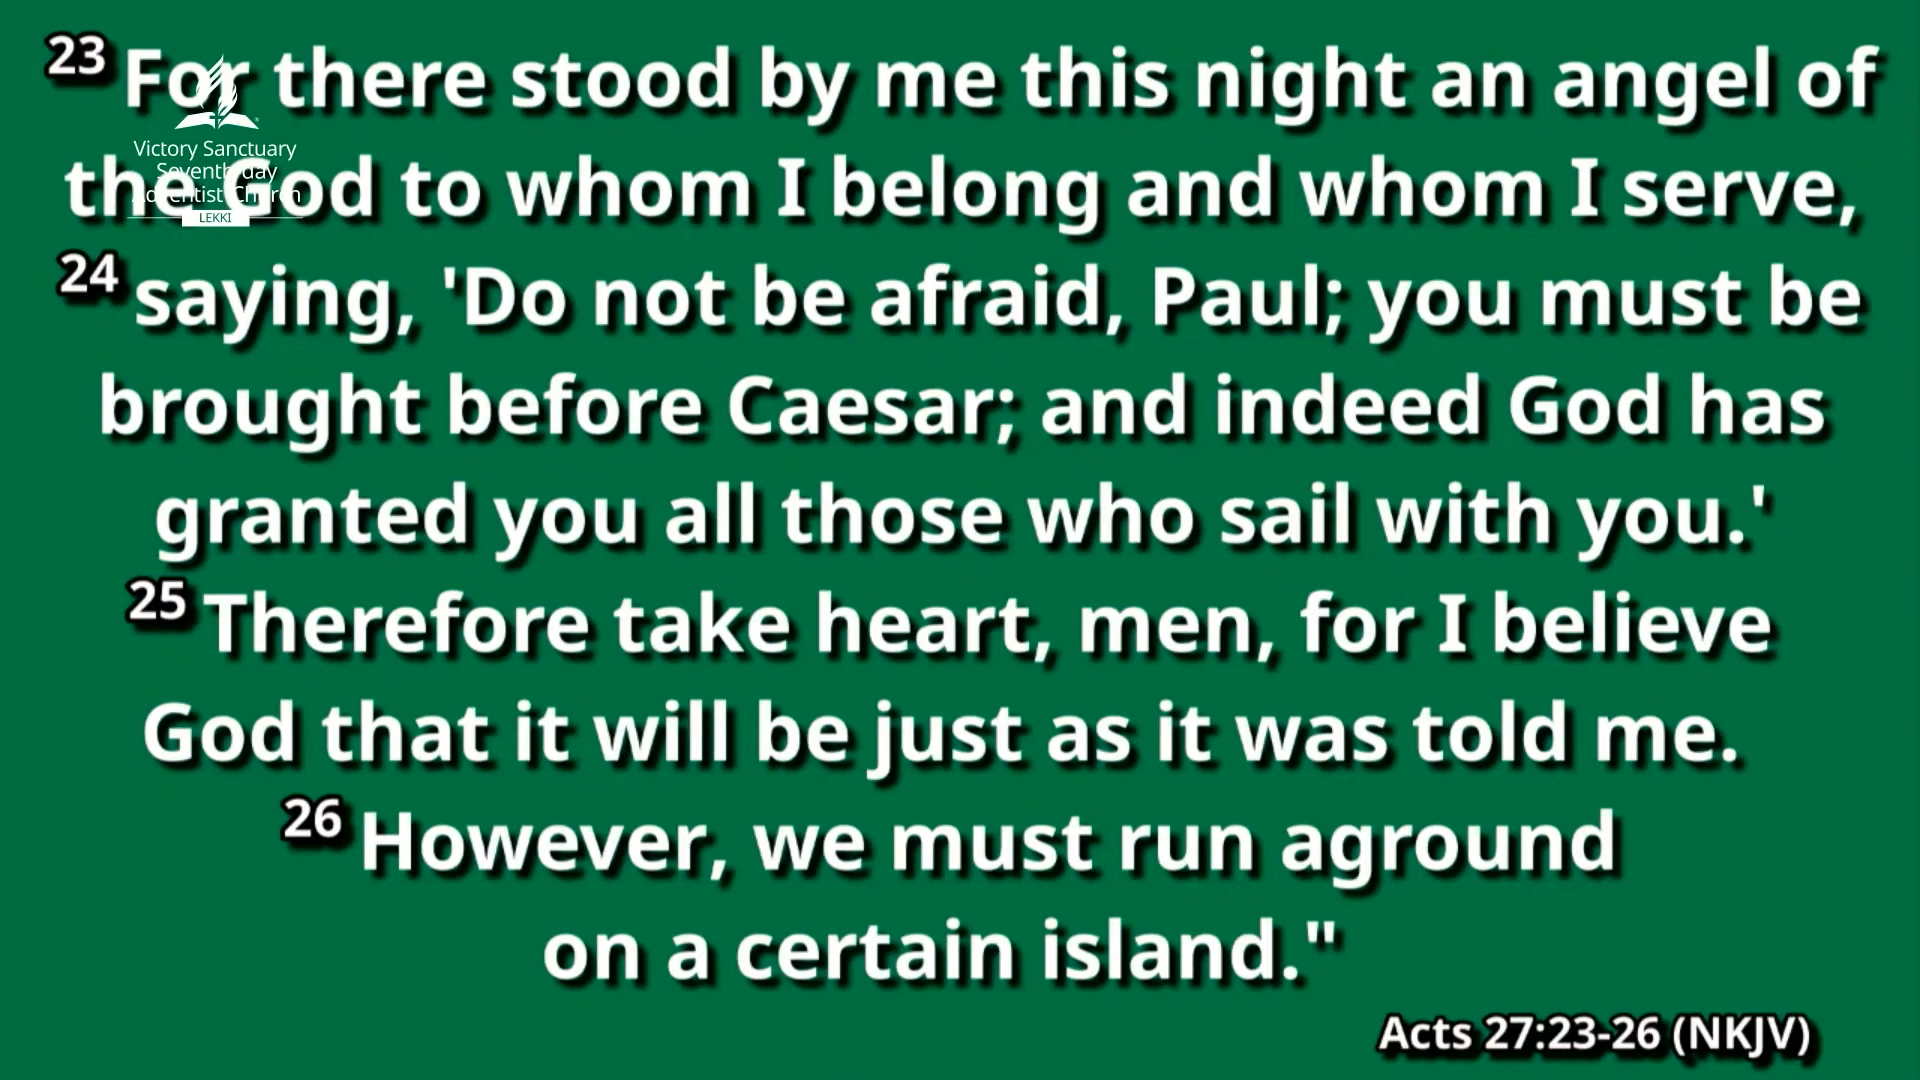 23 For there stood by me this night an angel of
the God to whom I belong and whom I serve,
24 saying, 'Do not be afraid, Paul; you must be
brought before Caesar; and indeed God has
granted you all those who sail with you.'
25 Therefore take heart, men, for I believe
God that it will be just as it was told me.
26 However, we must run aground
on a certain island."
Acts 27:23-26 (NKJV)
Victory Sanctuary
Seventh-day
Adventist Church
LEKKI